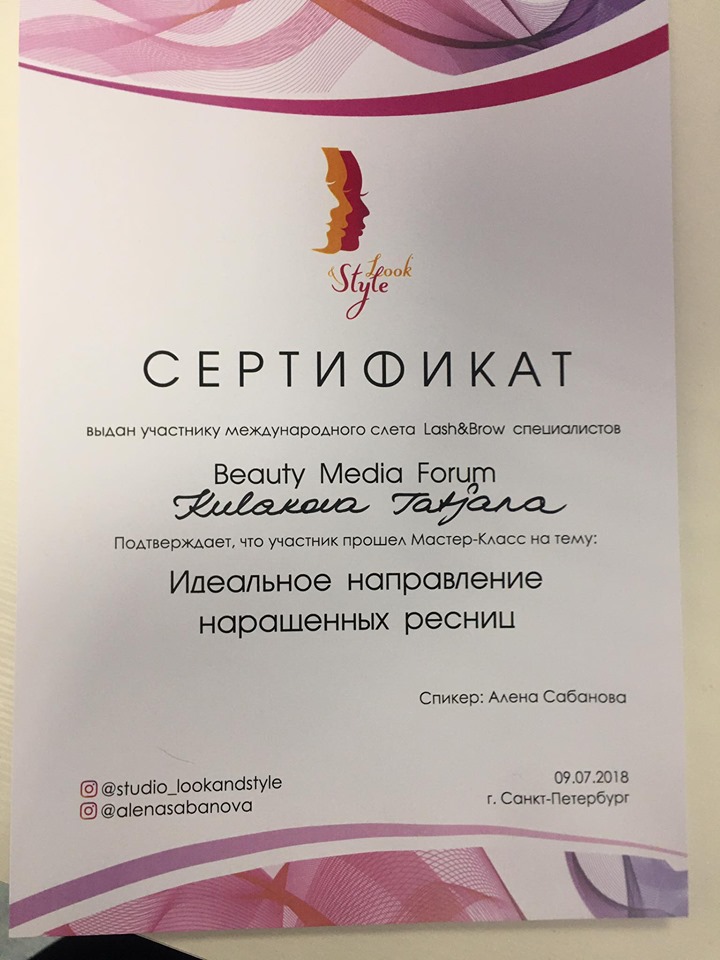 Look
& Style
СЕРТИФИКАТ
выдан участнику международного слета Lash&Brow специалистов
Beauty Media Forum
Kulakova Tatjana
Подтверждает, что участник прошел Мастер-Класс на тему:
Идеальное направление
наращенных ресниц
Спикер: Алена Сабанова
@studio_lookandstyle
@alenasabanova
09.07.2018
г. Санкт-Петербург